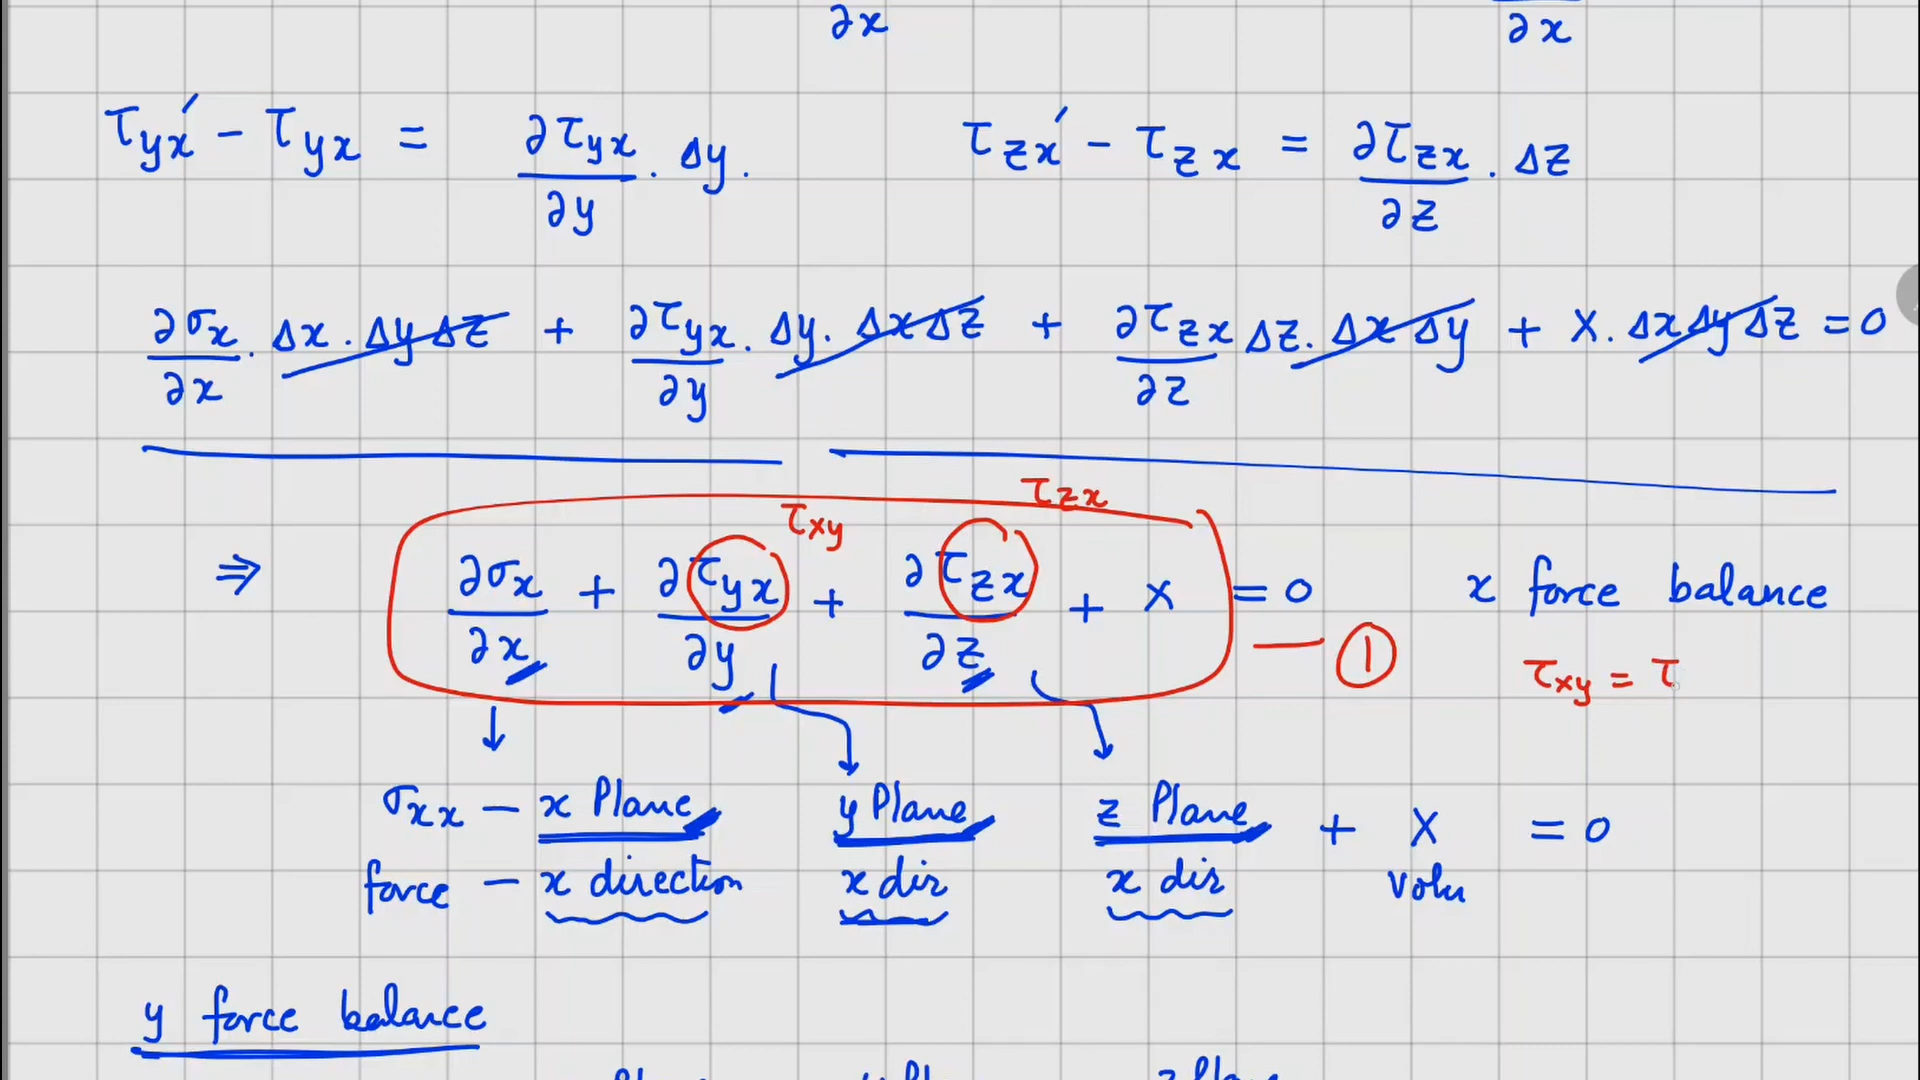 ∂x ∂x
τyx′ − τyx = ∂τyx/∂y . Δy. τzx′ − τzx = ∂τzx/∂z . Δz
∂σx/∂x . Δx . Δy Δz + ∂τyx/∂y . Δy. Δx Δz + ∂τzx/∂z Δz. Δx Δy + X. Δx Δy Δz = 0
τxy τzx
⇒ ∂σx/∂x + ∂τyx/∂y + ∂τzx/∂z + X = 0 x force balance
— ① τxy = τ
σxx − x Plane y Plane z Plane + X = 0
force − x direction x dir x dir Volu
y force balance